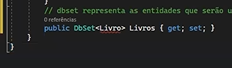 }
// dbset representa as entidades que serão u
0 referências
public DbSet<Livro> Livros { get; set; }
}
}